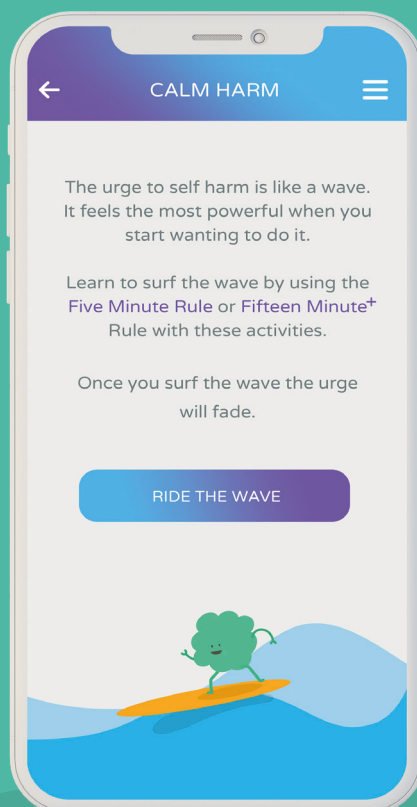 CALM HARM
The urge to self harm is like a wave.
It feels the most powerful when you
start wanting to do it.
Learn to surf the wave by using the
Five Minute Rule or Fifteen Minute+
Rule with these activities.
Once you surf the wave the urge
will fade.
RIDE THE WAVE